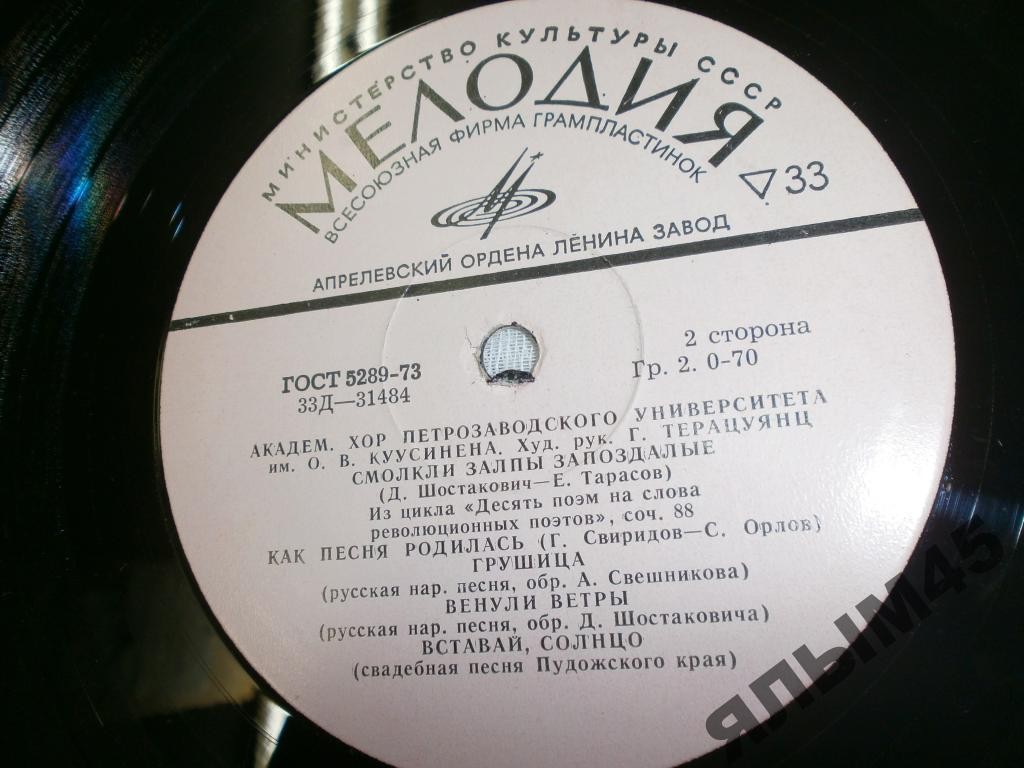 МИНИСТЕРСТВО КУЛЬТУРЫ СССР
МЕЛОДИЯ
ВСЕСОЮЗНАЯ ФИРМА ГРАМПЛАСТИНОК
33
АПРЕЛЕВСКИЙ ОРДЕНА ЛЕНИНА ЗАВОД
2 сторона
ГОСТ 5289-73
Гр. 2. 0-70
33Д—31484
АКАДЕМ. ХОР ПЕТРОЗАВОДСКОГО УНИВЕРСИТЕТА
им. О. В. КУУСИНЕНА. Худ. рук. Г. ТЕРАЦУЯНЦ
СМОЛКЛИ ЗАЛПЫ ЗАПОЗДАЛЫЕ
(Д. Шостакович—Е. Тарасов)
Из цикла «Десять поэм на слова
революционных поэтов», соч. 88
КАК ПЕСНЯ РОДИЛАСЬ (Г. Свиридов—С. Орлов)
ГРУШИЦА
(русская нар. песня, обр. А. Свешникова)
ВЕНУЛИ ВЕТРЫ
(русская нар. песня, обр. Д. Шостаковича)
ВСТАВАЙ, СОЛНЦО
(свадебная песня Пудожского края)
ЯЛЫМ45